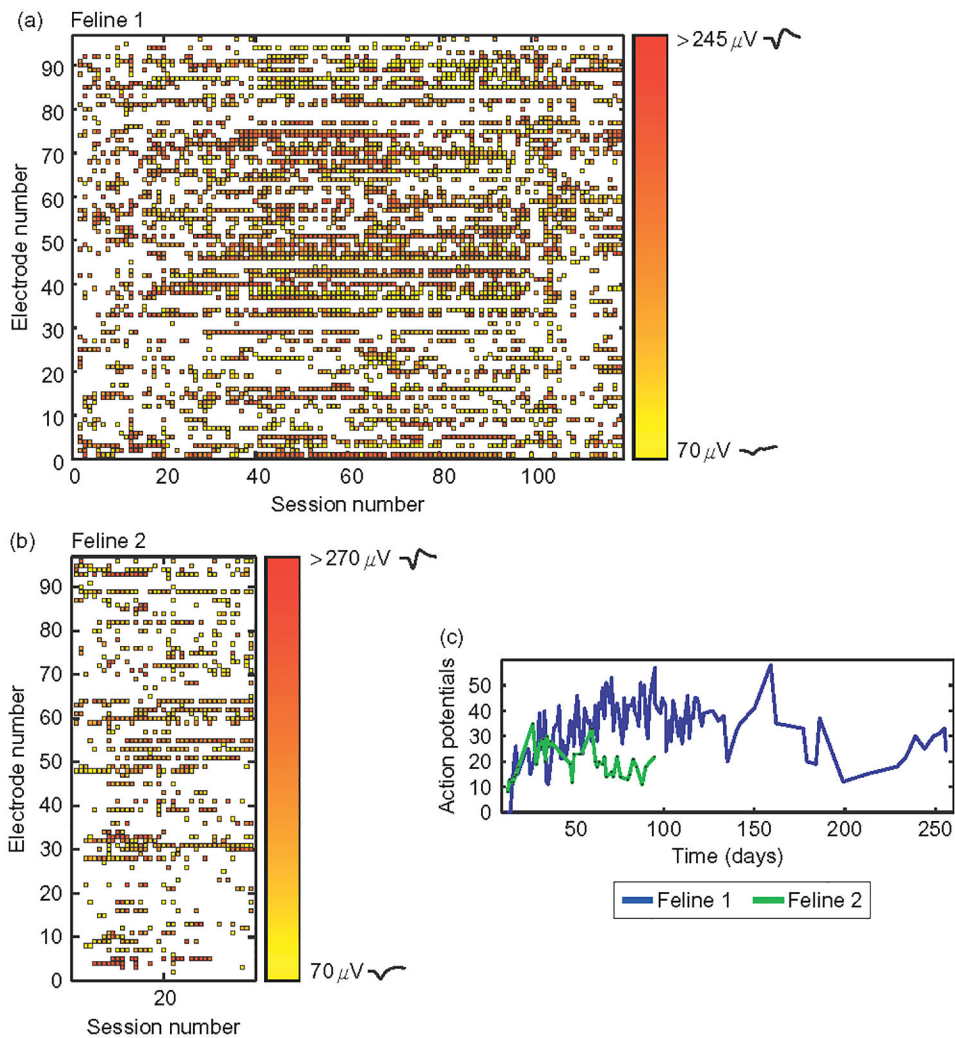 (a) Feline 1
>245 μV
90
80
70
60
50
40
30
20
10
0
70 μV
0 20 40 60 80 100
Electrode number
Session number
(b) Feline 2
>270 μV
90
80
70
60
50
40
30
20
10
0
70 μV
20
Electrode number
Session number
(c)
50
40
30
20
10
0
Action potentials
50 100 150 200 250
Time (days)
Feline 1 Feline 2